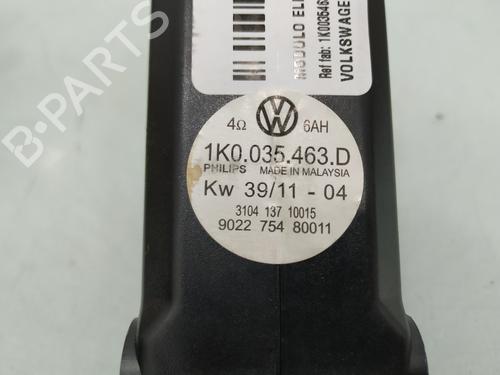 MODULO EL
Ref fab: 1K003546
VOLKSWAGE
B-PARTS
4Ω 6AH
1K0.035.463.D
PHILIPS MADE IN MALAYSIA
Kw 39/11 - 04
3104 137 10015
9022 754 80011